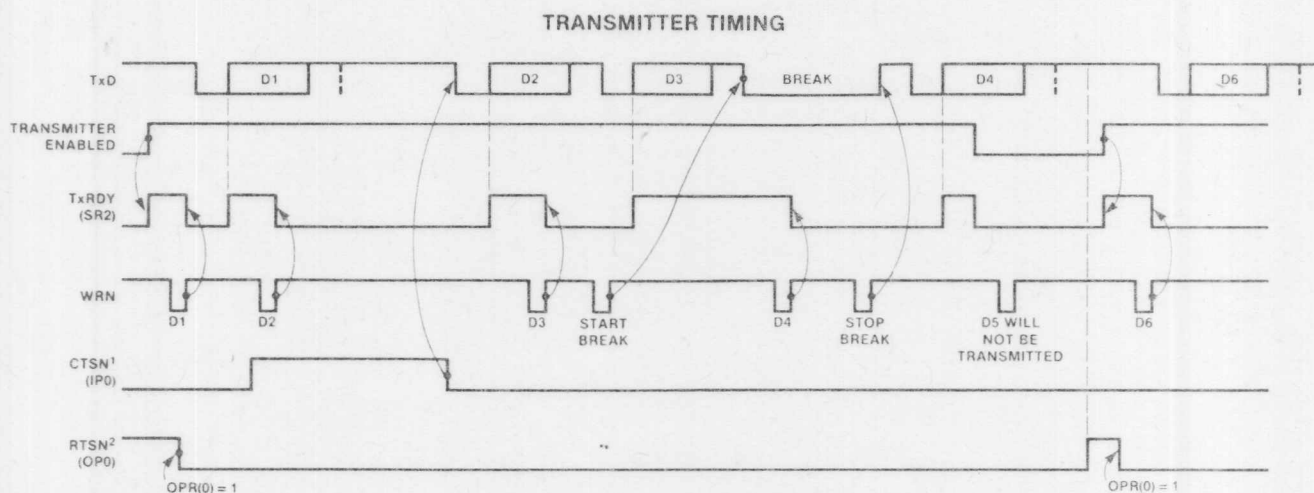 TRANSMITTER TIMING
TxD
D1
D2
D3
BREAK
D4
D6
TRANSMITTER
ENABLED
TxRDY
(SR2)
WRN
D1
D2
D3
START
BREAK
D4
STOP
BREAK
D5 WILL
NOT BE
TRANSMITTED
D6
CTSN¹
(IP0)
RTSN²
(OP0)
OPR(0) = 1
OPR(0) = 1